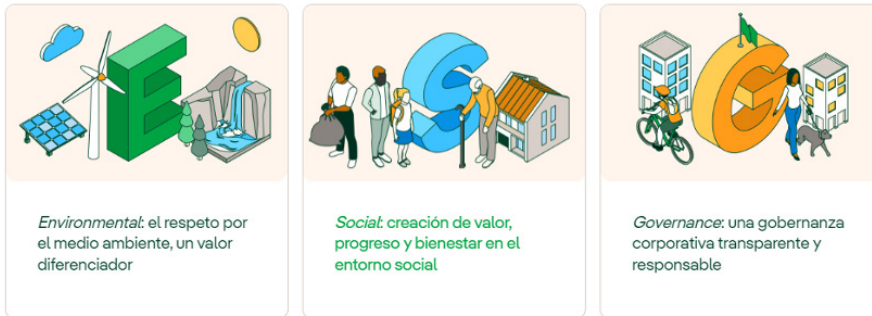 E
S
G
Environmental: el respeto por
el medio ambiente, un valor
diferenciador
Social: creación de valor,
progreso y bienestar en el
entorno social
Governance: una gobernanza
corporativa transparente y
responsable